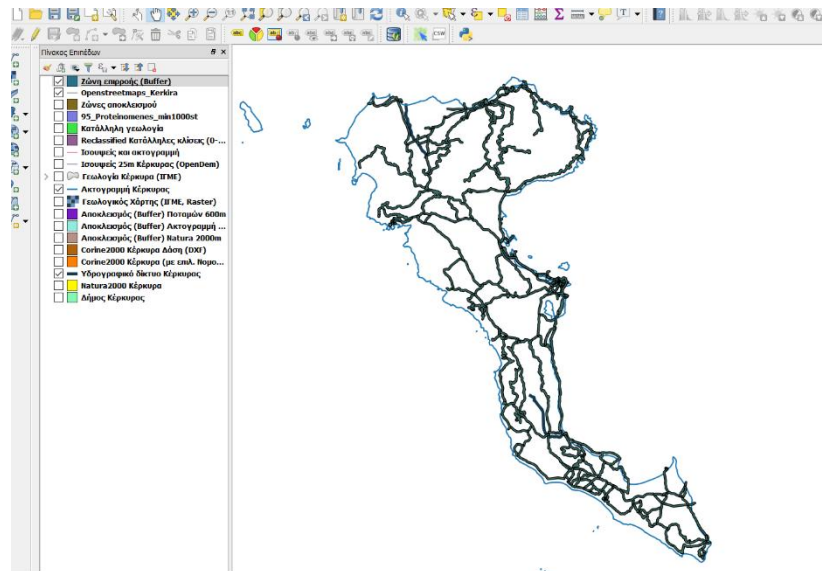 Πίνακας Επιπέδων
Ζώνη επιρροής (Buffer)
Openstreetmaps_Kerkira
Ζώνες αποκλεισμού
95_Proteinomenes_min1000st
Κατάλληλη γεωλογία
Reclassified Κατάλληλες κλίσεις (0-...
Ισουψείς και ακτογραμμή
Ισουψείς 25m Κέρκυρας (OpenDem)
Γεωλογία Κέρκυρα (ΙΓΜΕ)
Ακτογραμμή Κέρκυρας
Γεωλογικός Χάρτης (ΙΓΜΕ, Raster)
Αποκλεισμός (Buffer) Ποταμών 600m
Αποκλεισμός (Buffer) Ακτογραμμή ...
Αποκλεισμός (Buffer) Natura 2000m
Corine2000 Κέρκυρα Δάση (DXF)
Corine2000 Κέρκυρα (με επιλ. Νομο...
Υδρογραφικό δίκτυο Κέρκυρας
Natura2000 Κέρκυρα
Δήμος Κέρκυρας